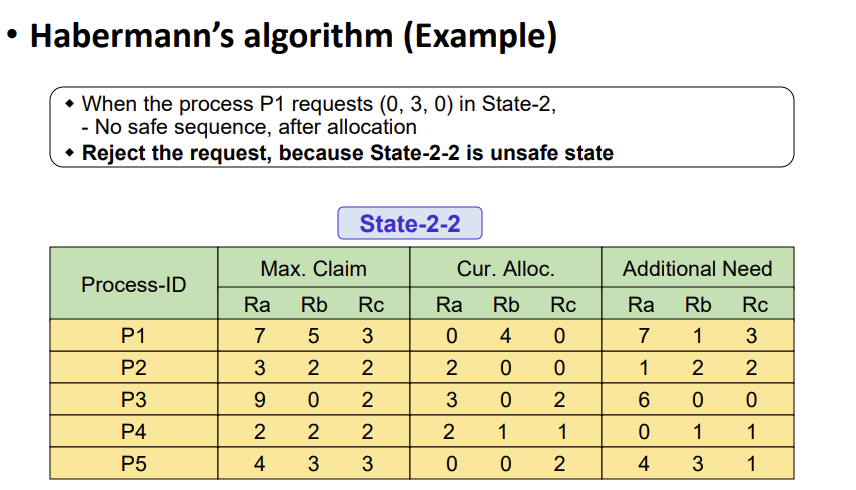 • Habermann's algorithm (Example)
◆ When the process P1 requests (0, 3, 0) in State-2,
- No safe sequence, after allocation
◆ Reject the request, because State-2-2 is unsafe state
State-2-2
Process-ID Max. Claim Cur. Alloc. Additional Need
Ra Rb Rc Ra Rb Rc Ra Rb Rc
P1 7 5 3 0 4 0 7 1 3
P2 3 2 2 2 0 0 1 2 2
P3 9 0 2 3 0 2 6 0 0
P4 2 2 2 2 1 1 0 1 1
P5 4 3 3 0 0 2 4 3 1